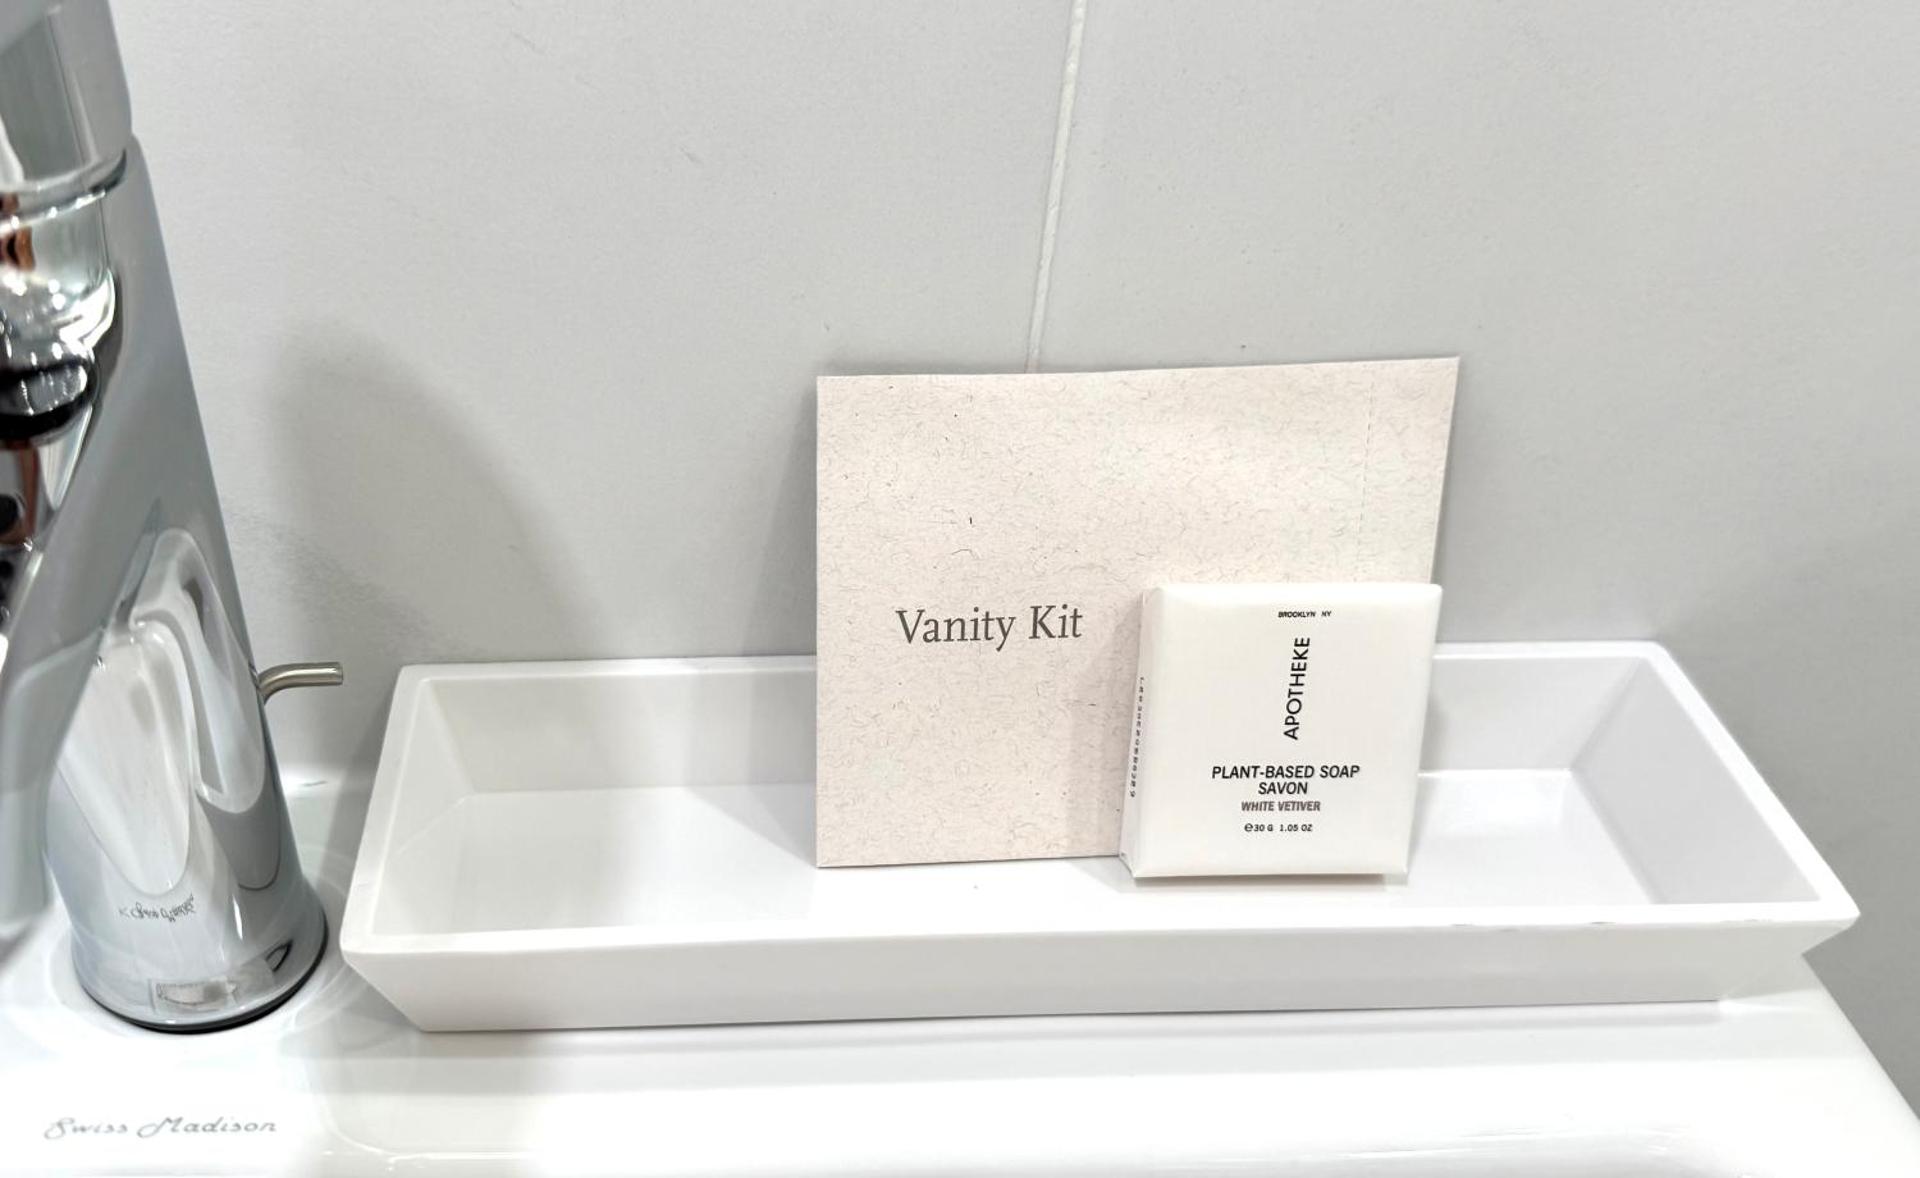 Vanity Kit
BROOKLYN NY
APOTHEKE
PLANT-BASED SOAP
SAVON
WHITE VETIVER
℮30 G 1.05 OZ
Swiss Madison